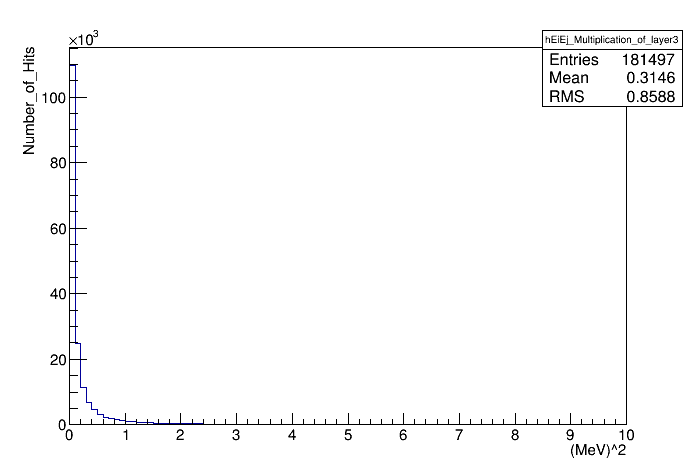 ×10³
hEiEj_Multiplication_of_layer3
Entries 181497
Mean 0.3146
RMS 0.8588
Number_of_Hits
100
80
60
40
20
0
0 1 2 3 4 5 6 7 8 9 10
(MeV)^2